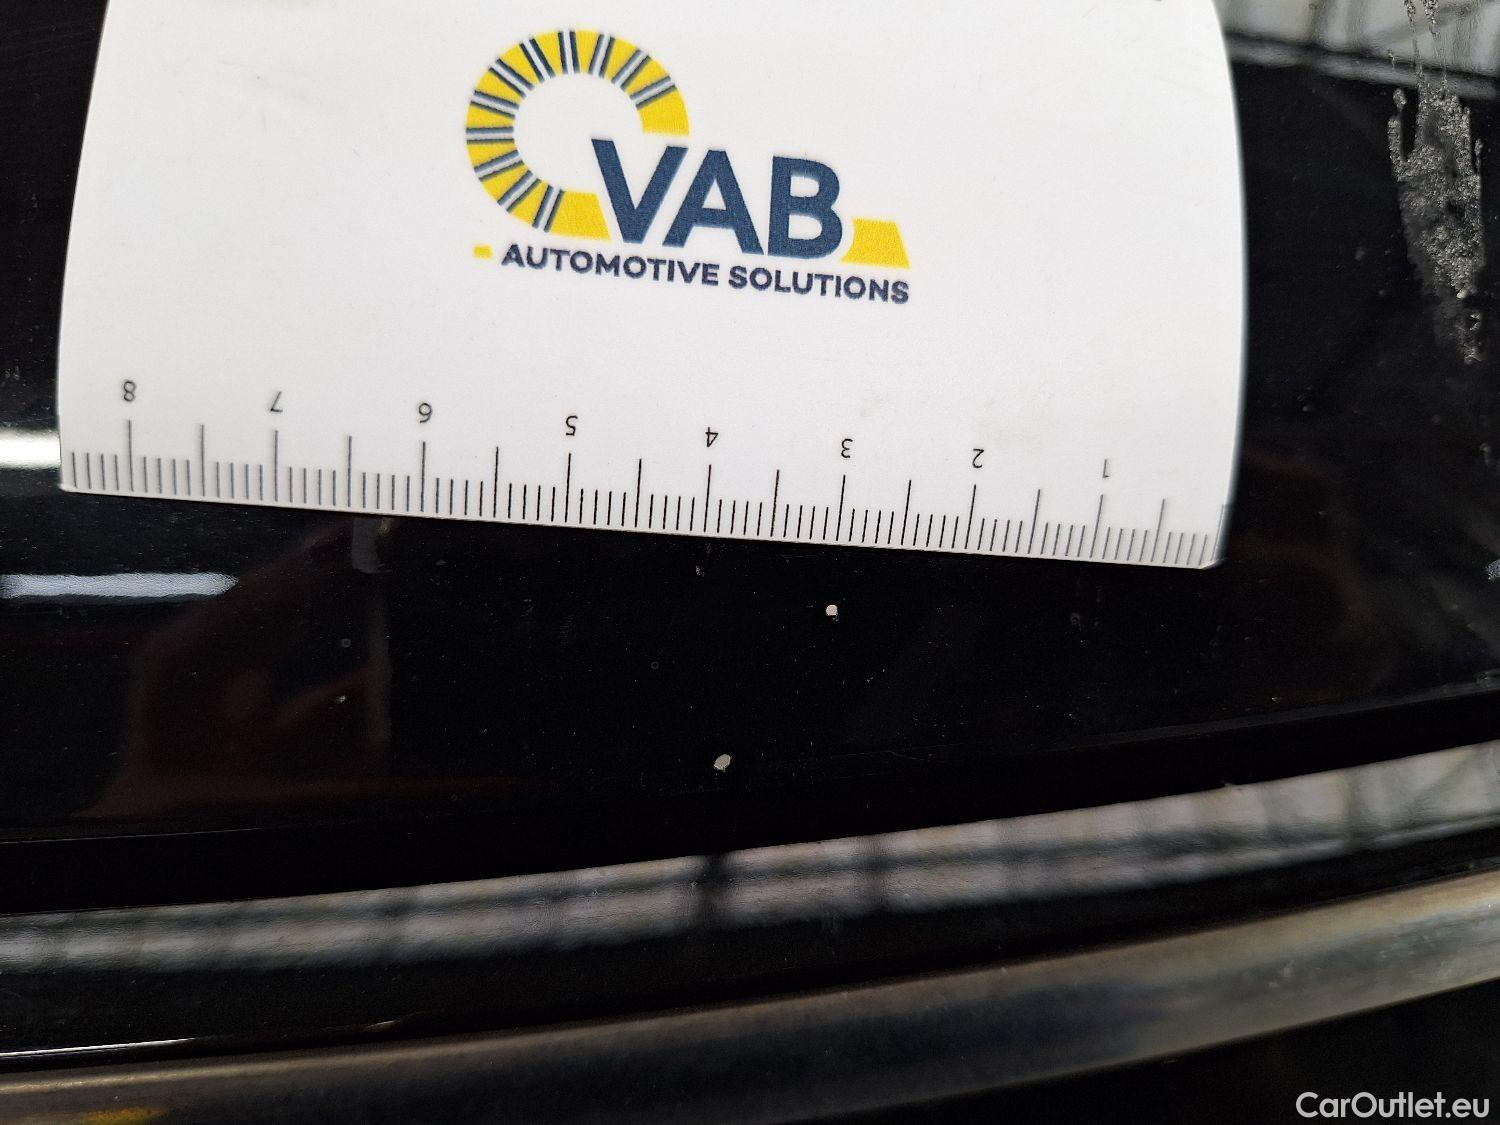 VAB
AUTOMOTIVE SOLUTIONS
8 7 6 5 4 3 2 1
CarOutlet.eu